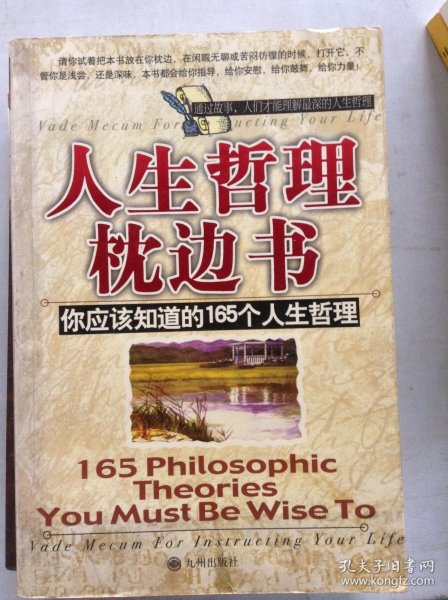 请你试着把本书放在你枕边，在闲暇无聊或苦闷彷徨的时候，打开它，不
管你是浅尝，还是深味，本书都会给你指导，给你安慰，给你鼓舞，给你力量！
通过故事，人们才能理解最深的人生哲理
Vade Mecum For Instructing Your Life
人生哲理
枕边书
你应该知道的165个人生哲理
165 Philosophic
Theories
You Must Be Wise To
Vade Mecum For Instructing Your Life
九州出版社
孔夫子旧书网